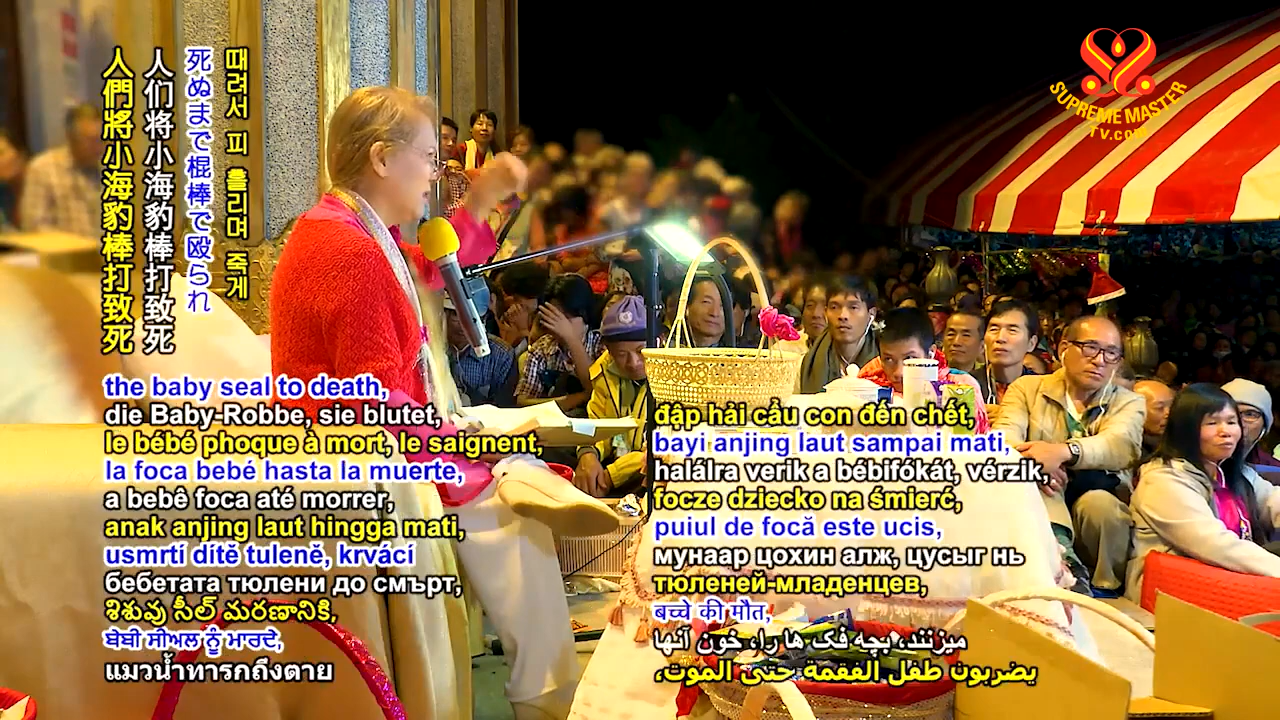 SUPREME MASTER
TV.COM
때려서 피 흘리며 죽게
死ぬまで棍棒で殴られ
人们将小海豹棒打致死
人們將小海豹棒打致死
the baby seal to death,
die Baby-Robbe, sie blutet,
le bébé phoque à mort, le saignent,
la foca bebé hasta la muerte,
a bebê foca até morrer,
anak anjing laut hingga mati,
usmrtí dítě tuleně, krvácí
бебетата тюлени до смърт,
శిశువు సీల్ మరణానికి,
ਬੇਬੀ ਸੀਅਲ ਨੂੰ ਮਾਰਦੇ,
แมวน้ำทารกถึงตาย
đập hải cẩu con đến chết,
bayi anjing laut sampai mati,
halálra verik a bébifókát, vérzik,
focze dziecko na śmierć,
puiul de focă este ucis,
мунаар цохин алж, цусыг нь
тюленей-младенцев,
बच्चे की मौत,
میزنند، بچه فک ها را، خون آنها
يضربون طفل الفقمة حتى الموت،